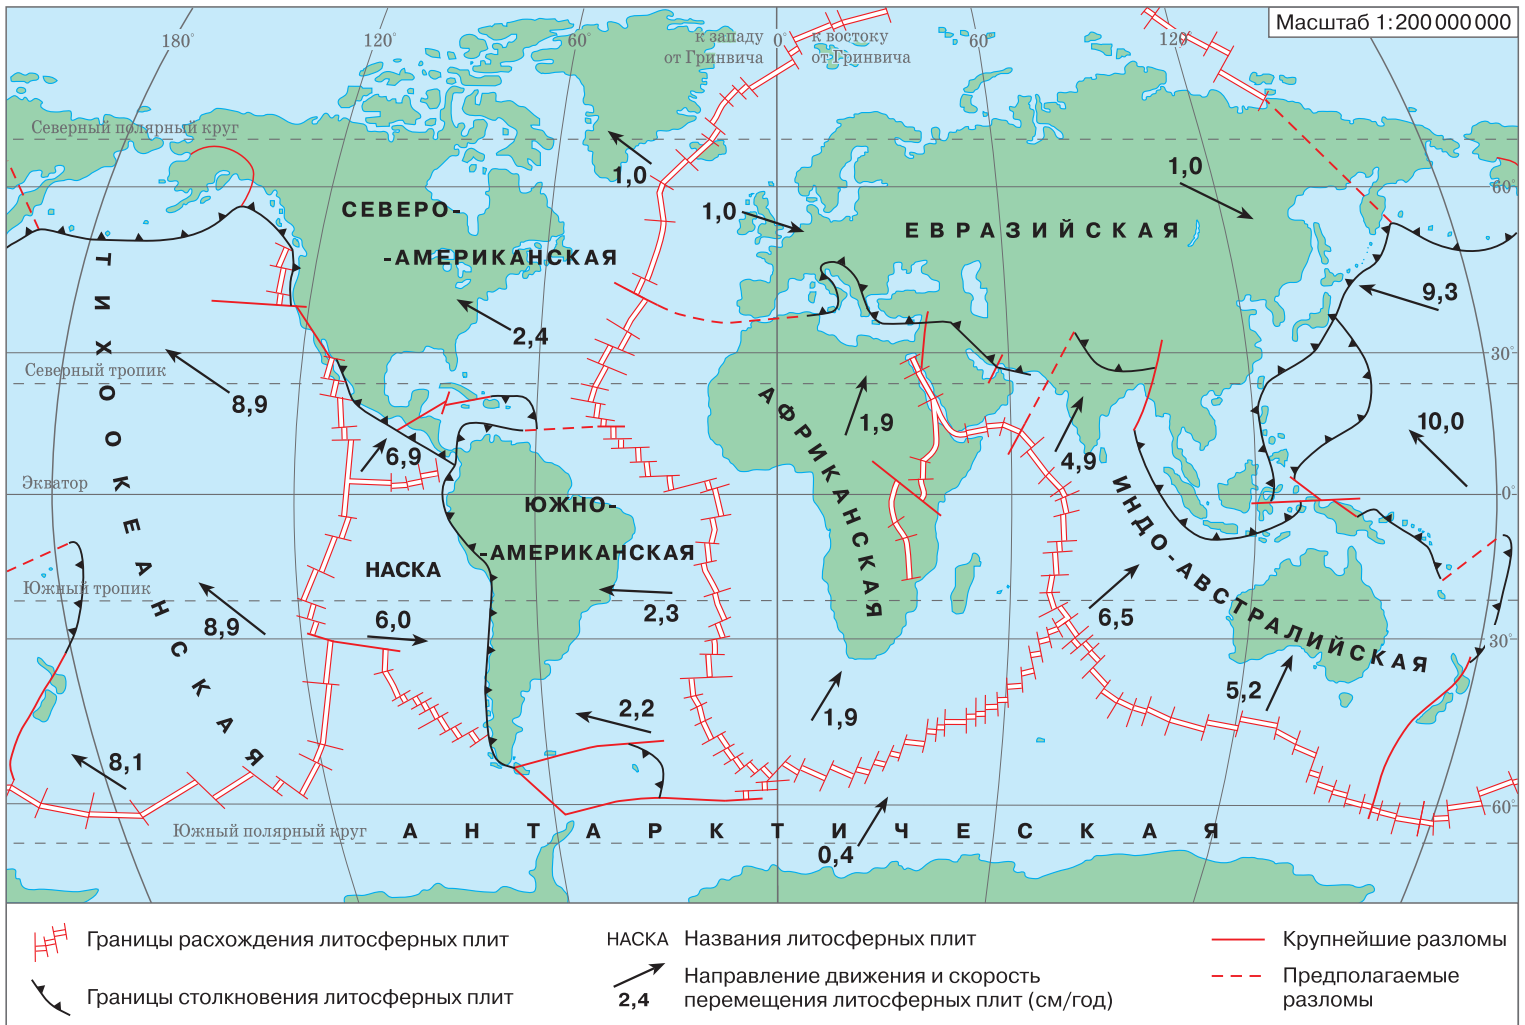 Масштаб 1:200 000 000
180°
120°
60°
к западу
от Гринвича
0°
к востоку
от Гринвича
60°
120°
Северный полярный круг
1,0
1,0
1,0
60°
СЕВЕРО-
-АМЕРИКАНСКАЯ
ЕВРАЗИЙСКАЯ
9,3
2,4
30°
Северный тропик
8,9
ТИХООКЕАНСКАЯ
АФРИКАНСКАЯ
1,9
6,9
4,9
10,0
Экватор
0°
ЮЖНО-
-АМЕРИКАНСКАЯ
ИНДО-АВСТРАЛИЙСКАЯ
НАСКА
Южный тропик
8,9
6,0
2,3
6,5
30°
5,2
2,2
1,9
8,1
60°
Южный полярный круг
АНТАРКТИЧЕСКАЯ
0,4
Границы расхождения литосферных плит
Границы столкновения литосферных плит
НАСКА Названия литосферных плит
2,4
Направление движения и скорость
перемещения литосферных плит (см/год)
Крупнейшие разломы
Предполагаемые
разломы